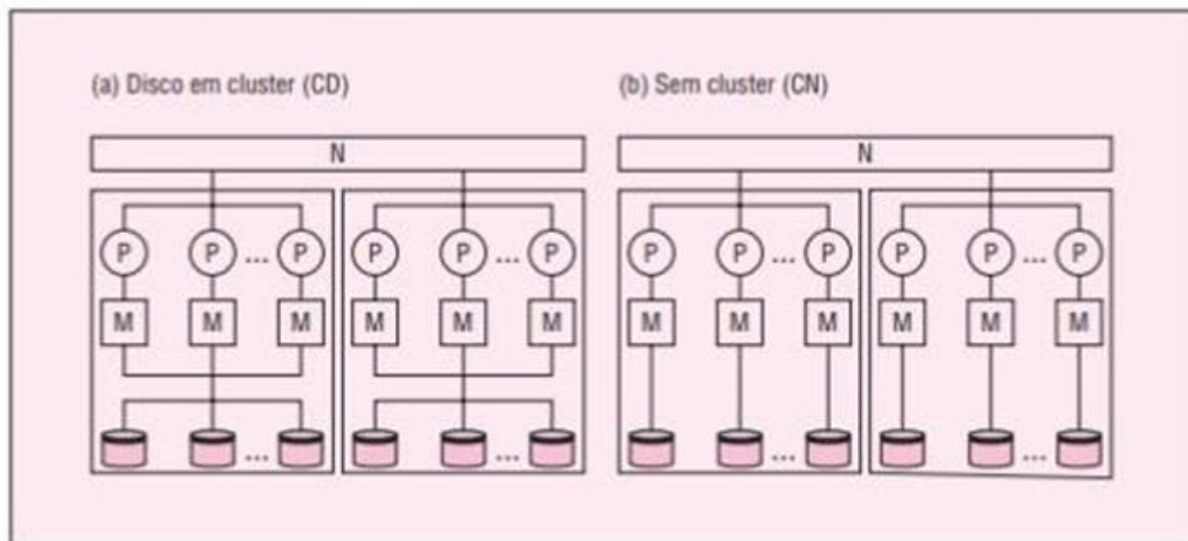 (a) Disco em cluster (CD)
(b) Sem cluster (CN)
N
N
P P ... P P P ... P P P ... P P P ... P
M M M M M M M M M M M M
... ... ... ...